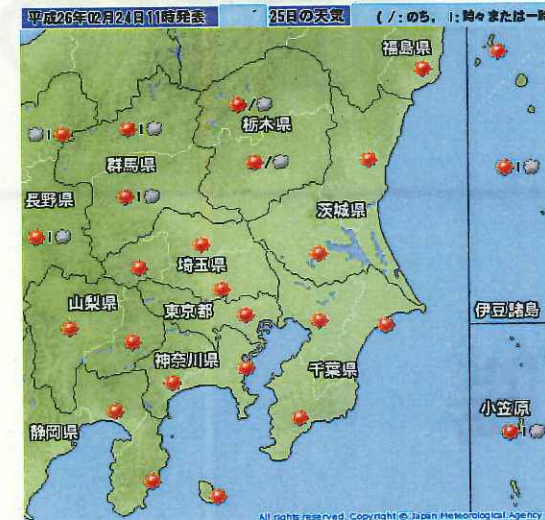 平成26年02月24日11時発表 25日の天気 ( /:のち, |:時々または一時
福島県
栃木県
群馬県
長野県
茨城県
埼玉県
山梨県
東京都
伊豆諸島
神奈川県
千葉県
小笠原
静岡県
All rights reserved. Copyright © Japan Meteorological Agency